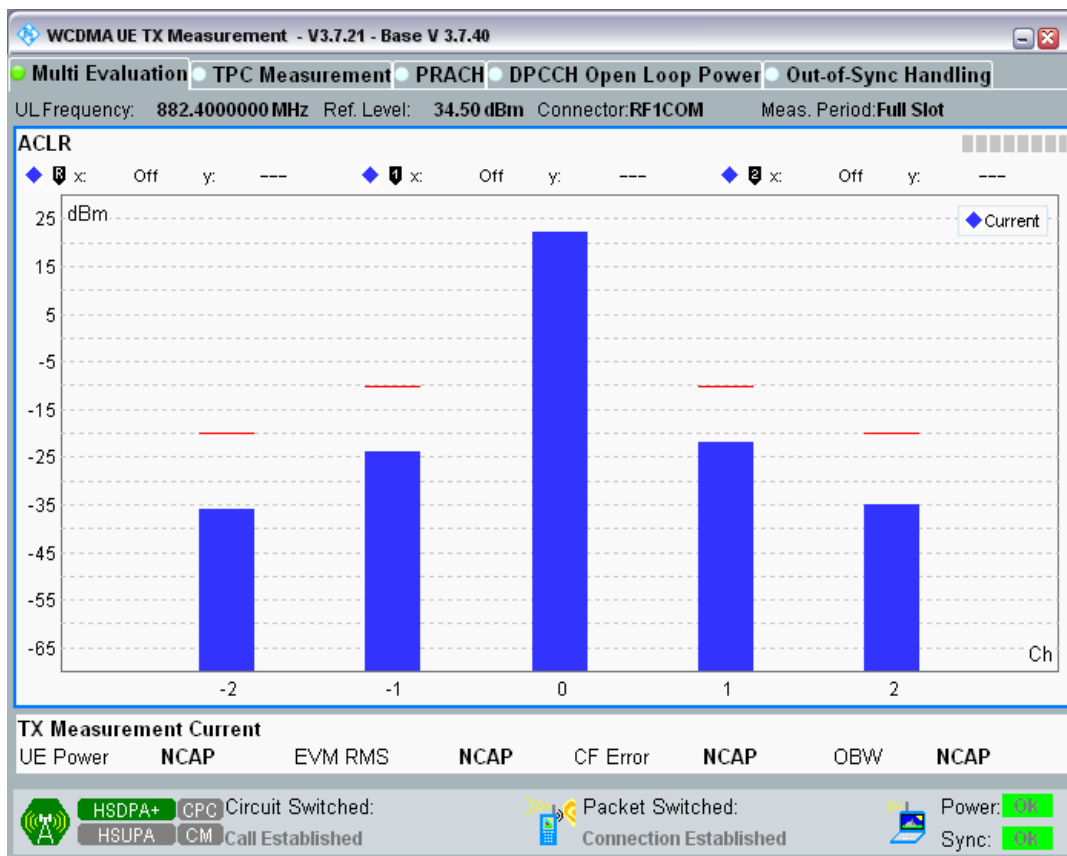 WCDMA UE TX Measurement - V3.7.21 - Base V 3.7.40
Multi Evaluation TPC Measurement PRACH DPCCH Open Loop Power Out-of-Sync Handling
UL Frequency: 882.4000000 MHz Ref. Level: 34.50 dBm Connector:RF1COM Meas. Period:Full Slot
ACLR
R x: Off y: --- 1 x: Off y: --- 2 x: Off y: ---
dBm
Current
25
15
5
-5
-15
-25
-35
-45
-55
-65
Ch
-2 -1 0 1 2
TX Measurement Current
UE Power NCAP EVM RMS NCAP CF Error NCAP OBW NCAP
HSDPA+ CPC Circuit Switched: Packet Switched: Power: Ok
HSUPA CM Call Established Connection Established Sync: Ok